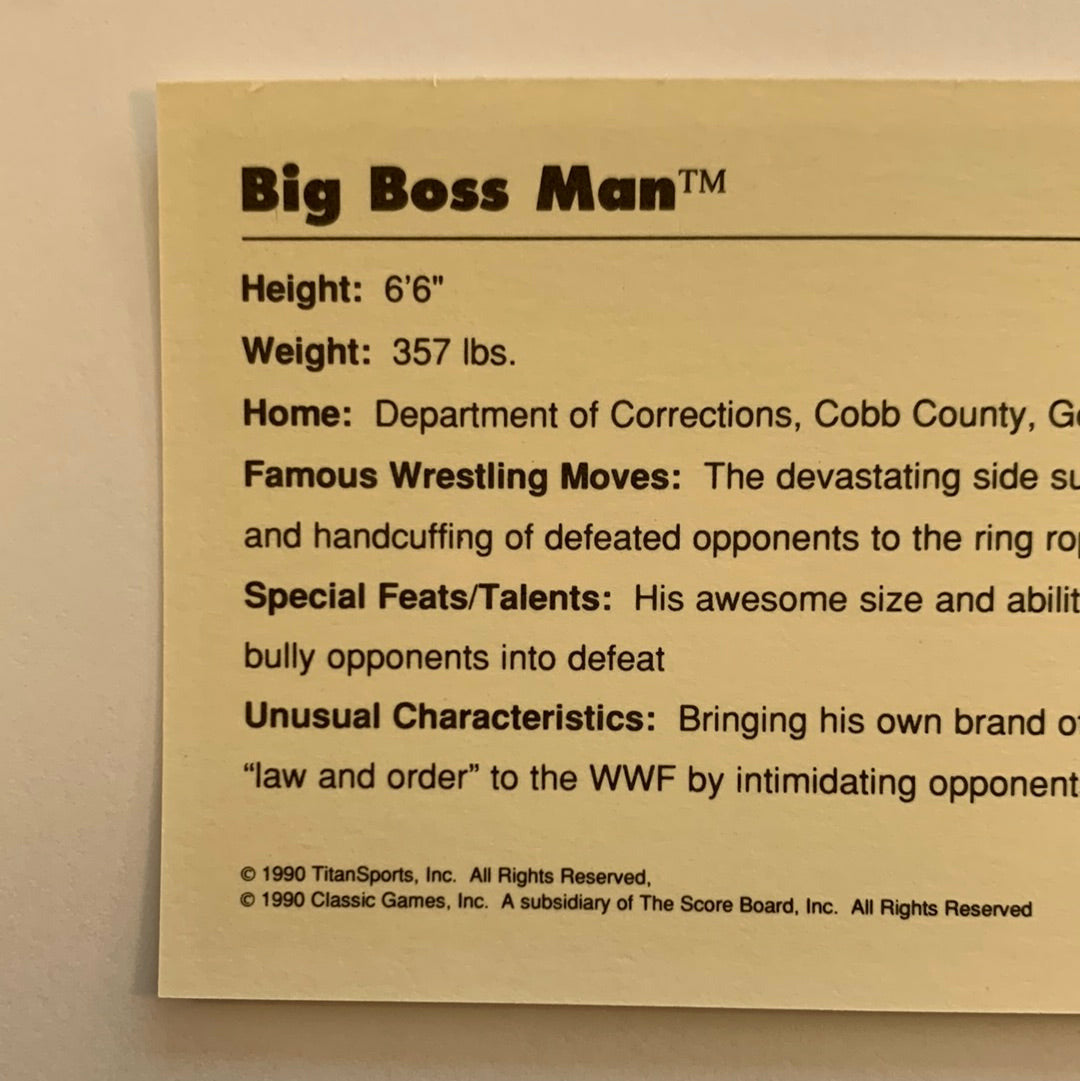 Big Boss Man™
Height: 6'6"
Weight: 357 lbs.
Home: Department of Corrections, Cobb County,
Famous Wrestling Moves: The devastating side
and handcuffing of defeated opponents to the ring
Special Feats/Talents: His awesome size and
bully opponents into defeat
Unusual Characteristics: Bringing his own brand
“law and order” to the WWF by intimidating
© 1990 TitanSports, Inc. All Rights Reserved,
© 1990 Classic Games, Inc. A subsidiary of The Score Board, Inc. All Rights Reserved